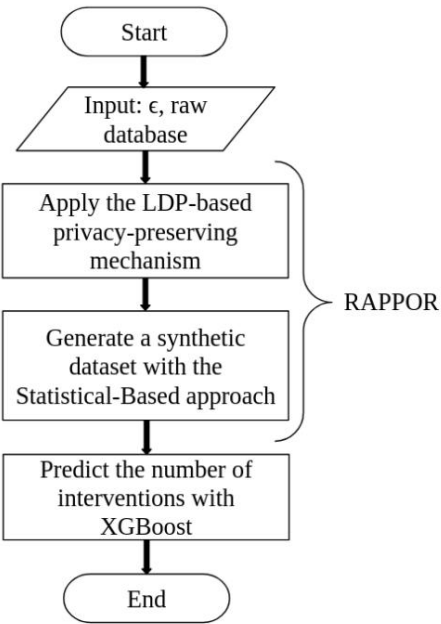 Start
Input: ϵ, raw
database
Apply the LDP-based
privacy-preserving
mechanism
RAPPOR
Generate a synthetic
dataset with the
Statistical-Based approach
Predict the number of
interventions with
XGBoost
End